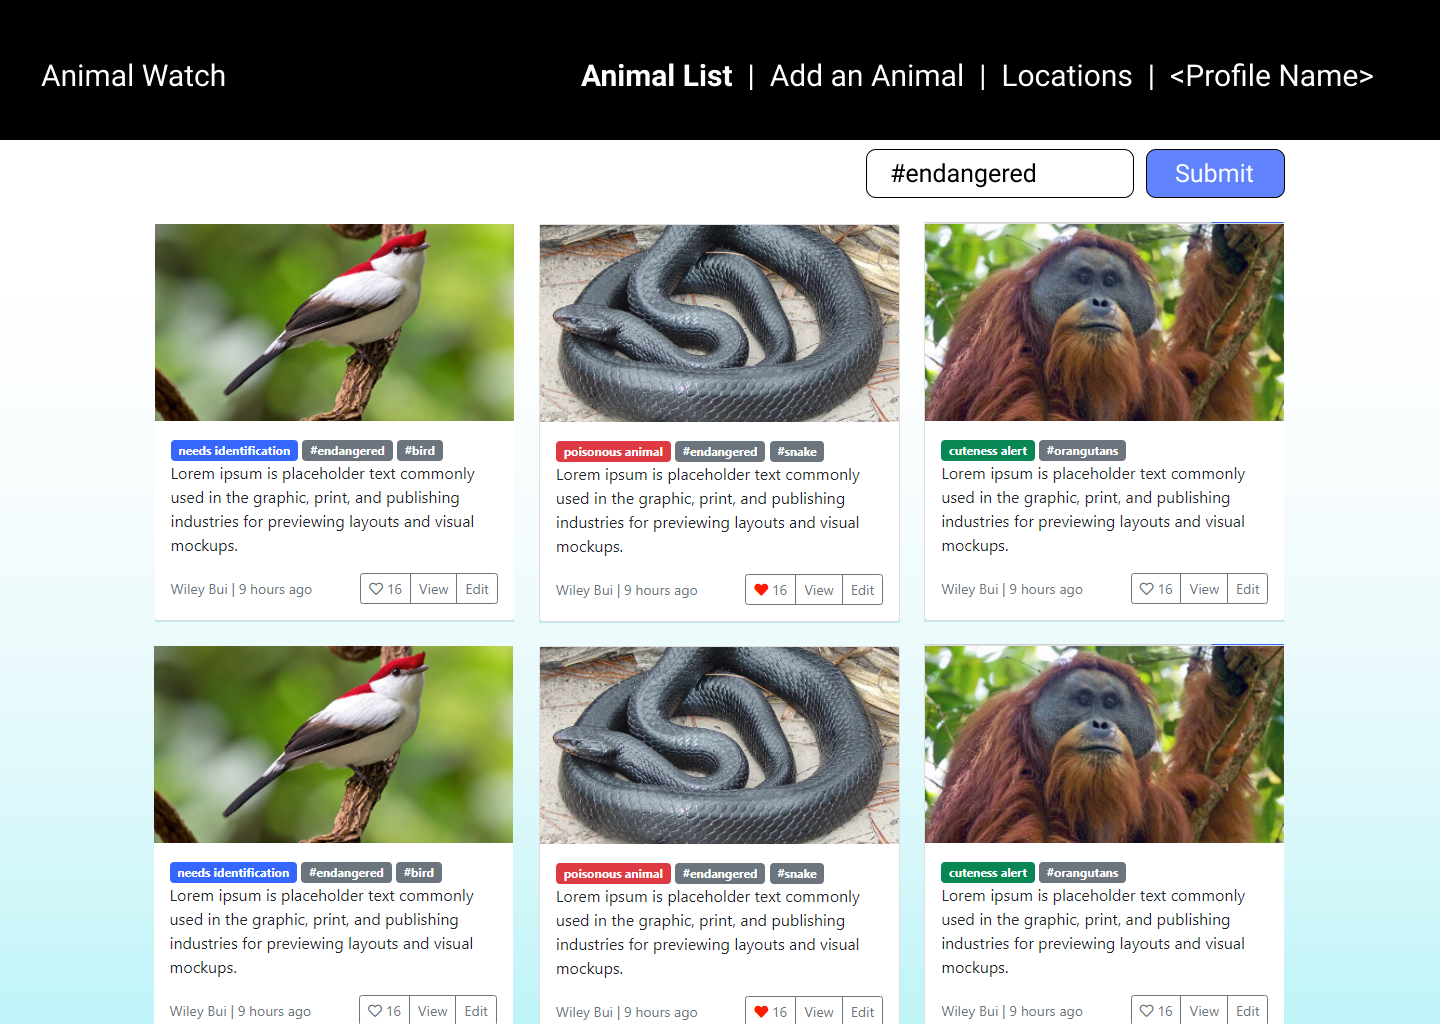 Animal Watch
Animal List | Add an Animal | Locations | <Profile Name>
#endangered
Submit
needs identification #endangered #bird
Lorem ipsum is placeholder text commonly
used in the graphic, print, and publishing
industries for previewing layouts and visual
mockups.
Wiley Bui | 9 hours ago
16 View Edit
poisonous animal #endangered #snake
Lorem ipsum is placeholder text commonly
used in the graphic, print, and publishing
industries for previewing layouts and visual
mockups.
Wiley Bui | 9 hours ago
16 View Edit
cuteness alert #orangutans
Lorem ipsum is placeholder text commonly
used in the graphic, print, and publishing
industries for previewing layouts and visual
mockups.
Wiley Bui | 9 hours ago
16 View Edit
needs identification #endangered #bird
Lorem ipsum is placeholder text commonly
used in the graphic, print, and publishing
industries for previewing layouts and visual
mockups.
Wiley Bui | 9 hours ago
16 View Edit
poisonous animal #endangered #snake
Lorem ipsum is placeholder text commonly
used in the graphic, print, and publishing
industries for previewing layouts and visual
mockups.
Wiley Bui | 9 hours ago
16 View Edit
cuteness alert #orangutans
Lorem ipsum is placeholder text commonly
used in the graphic, print, and publishing
industries for previewing layouts and visual
mockups.
Wiley Bui | 9 hours ago
16 View Edit